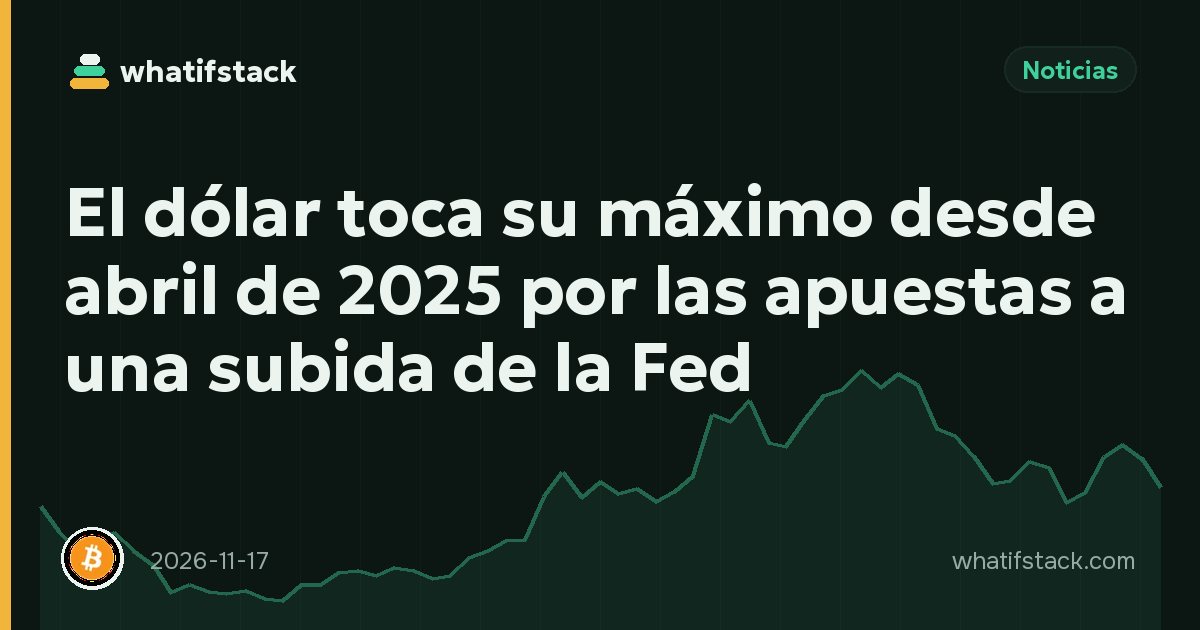 whatifstack
Noticias
El dólar toca su máximo desde
abril de 2025 por las apuestas a
una subida de la Fed
2026-11-17
whatifstack.com